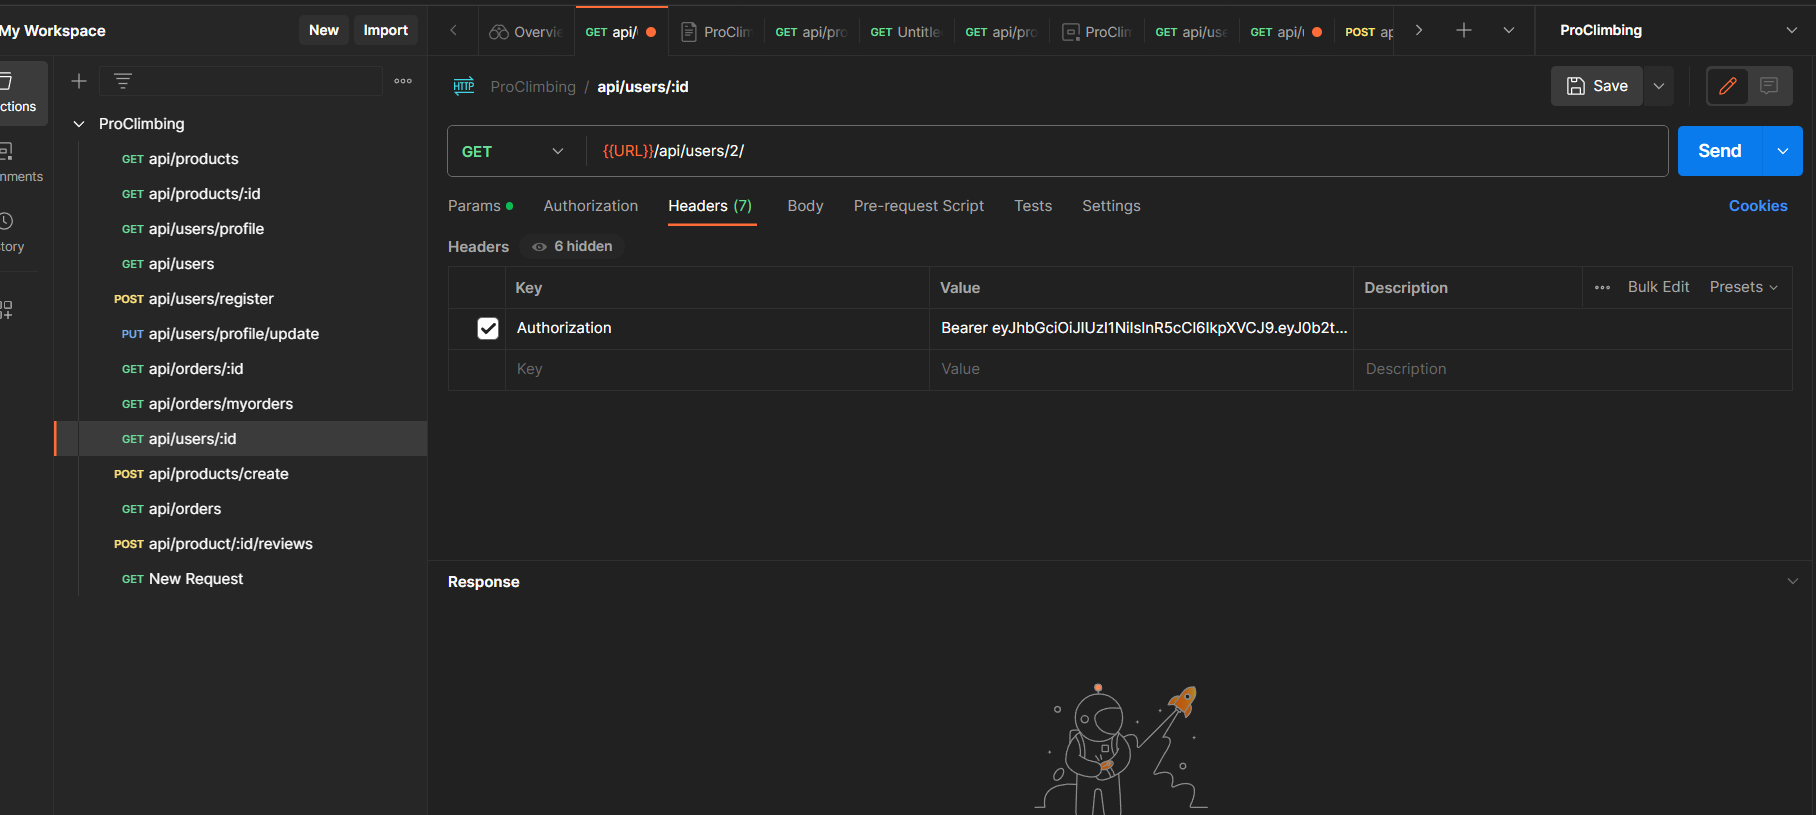 My Workspace
New
Import
Overvie
GET api/
ProClim
GET api/pro
GET Untitle
GET api/pro
ProClim
GET api/use
GET api/
POST ap
ProClimbing
ctions
nments
tory
ProClimbing
GET api/products
GET api/products/:id
GET api/users/profile
GET api/users
POST api/users/register
PUT api/users/profile/update
GET api/orders/:id
GET api/orders/myorders
GET api/users/:id
POST api/products/create
GET api/orders
POST api/product/:id/reviews
GET New Request
HTTP ProClimbing / api/users/:id
Save
GET {{URL}}/api/users/2/
Send
Params Authorization Headers (7) Body Pre-request Script Tests Settings
Cookies
Headers 6 hidden
Key Value Description ••• Bulk Edit Presets
Authorization Bearer eyJhbGciOiJIUzI1NiIsInR5cCI6IkpXVCJ9.eyJ0b2t...
Key Value Description
Response